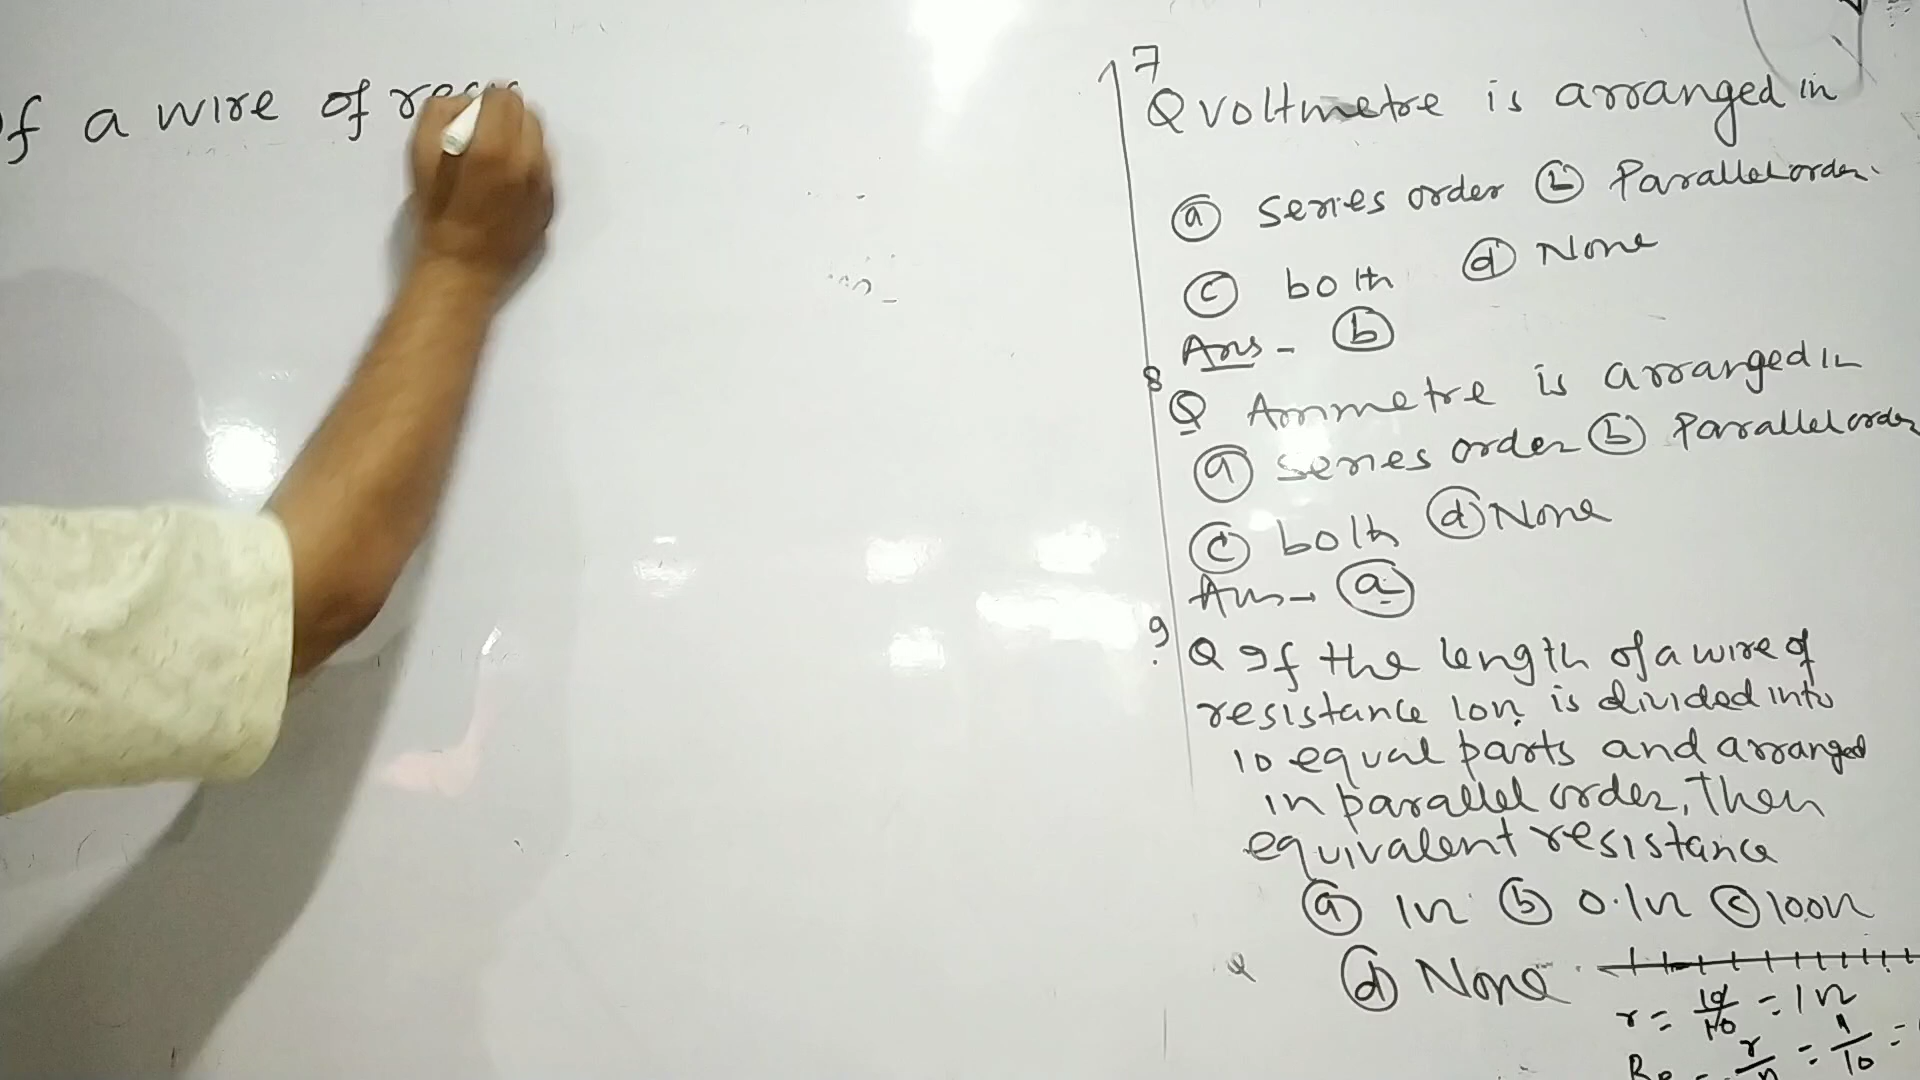 f a wire of
7
Q voltmetre is arranged in
(a) series order (b) Parallel order.
(c) both (d) None
Ans - (b)
8
Q Ammetre is arranged in
(a) series order (b) Parallel order
(c) both (d) None
Ans → (a)
9.
Q If the length of a wire of
resistance 10Ω is divided into
10 equal parts and arranged
in parallel order, then
equivalent resistance
(a) 1Ω (b) 0.1Ω (c) 100Ω
(d) None
r = 10/10 = 1Ω
= r/n = 1/10 =